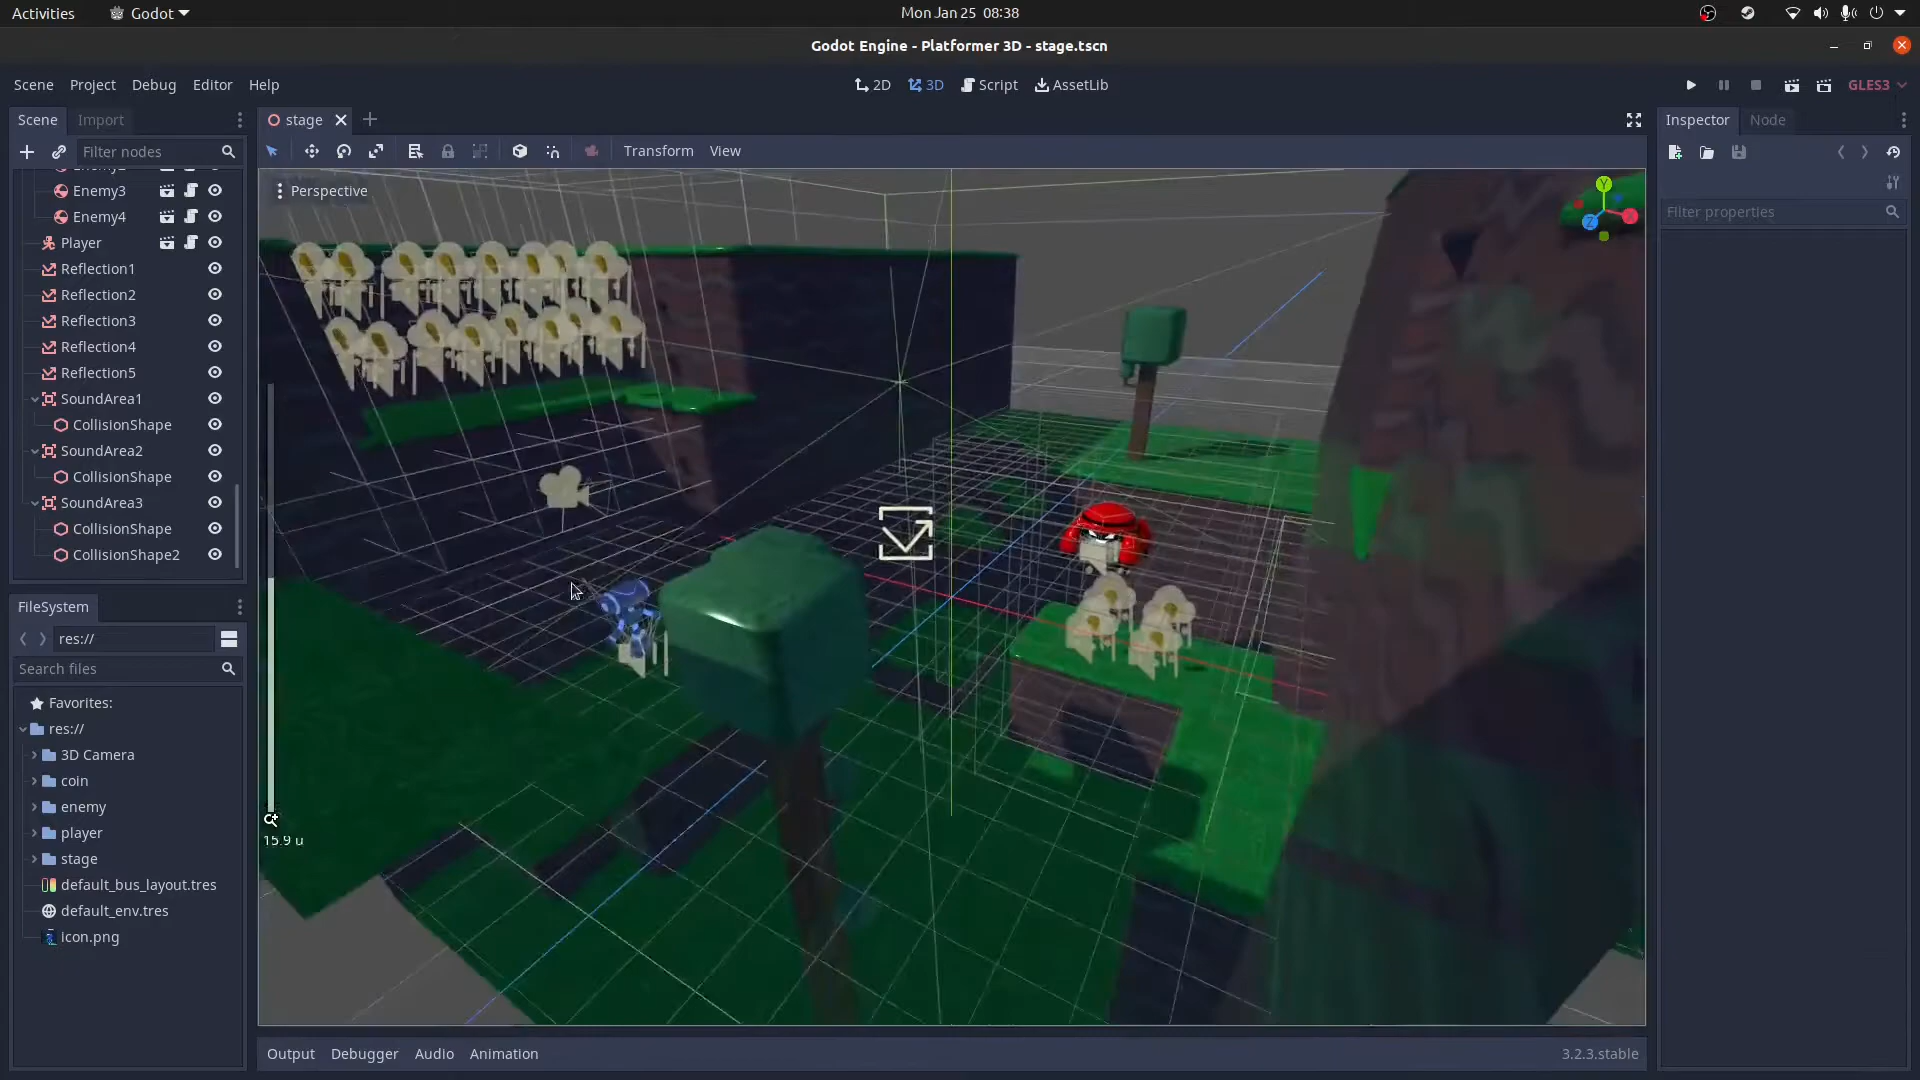 Activities
Godot
Mon Jan 25 08:38
Godot Engine - Platformer 3D - stage.tscn
Scene Project Debug Editor Help
2D 3D Script AssetLib
GLES3
Scene Import
stage
Inspector Node
Filter nodes
Transform View
Perspective
Y
X
Z
Filter properties
Enemy2
Enemy3
Enemy4
Player
Reflection1
Reflection2
Reflection3
Reflection4
Reflection5
SoundArea1
CollisionShape
SoundArea2
CollisionShape
SoundArea3
CollisionShape
CollisionShape2
FileSystem
res://
Search files
Favorites:
res://
3D Camera
coin
enemy
player
stage
default_bus_layout.tres
default_env.tres
icon.png
15.9 u
Output Debugger Audio Animation
3.2.3.stable